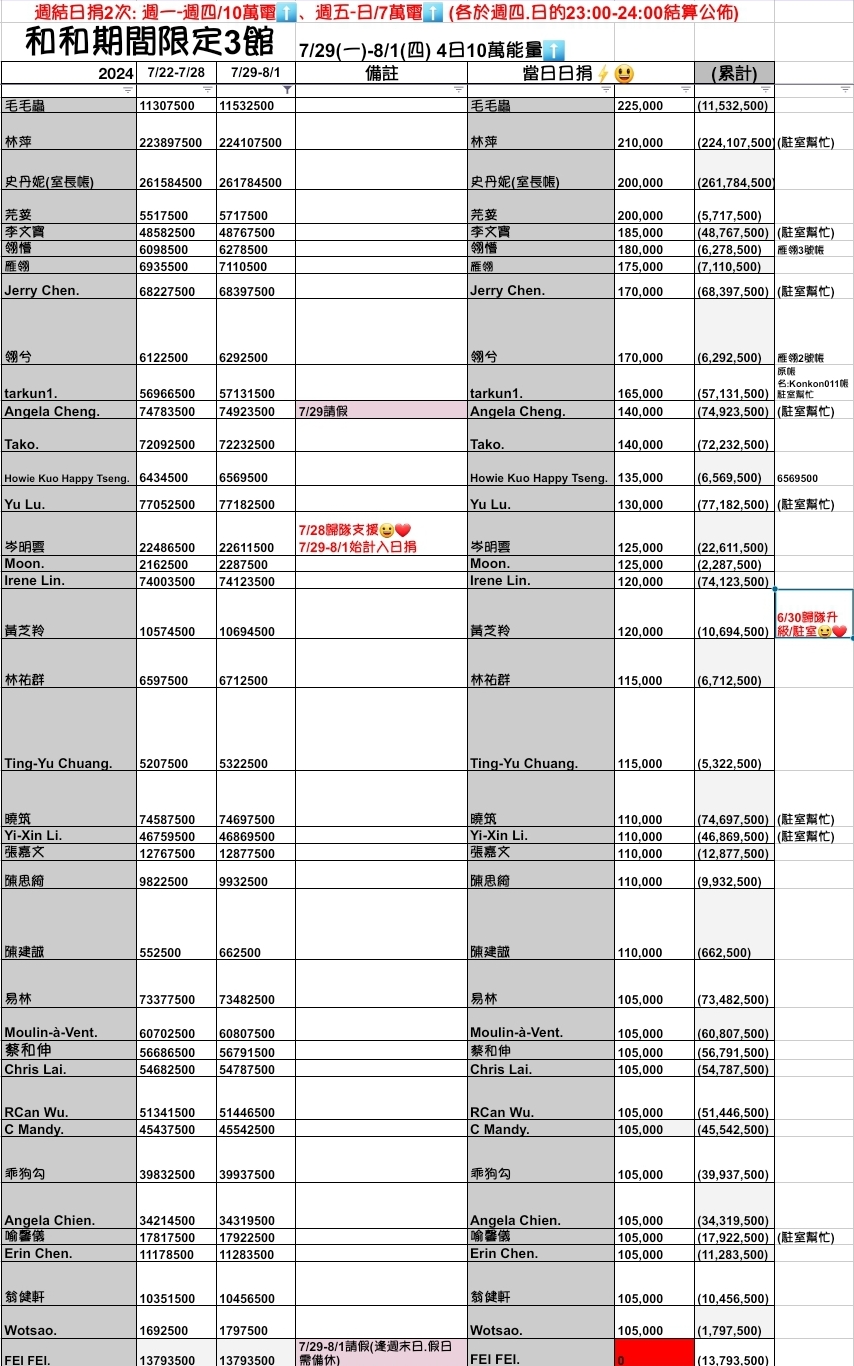 週結日捐2次: 週一-週四/10萬電⬆️、週五-日/7萬電⬆️ (各於週四.日的23:00-24:00結算公佈)
和和期間限定3館 7/29(一)-8/1(四) 4日10萬能量⬆️
2024 7/22-7/28 7/29-8/1 備註 當日日捐⚡😃 (累計)
毛毛蟲 11307500 11532500 毛毛蟲 225,000 (11,532,500)
林萍 223897500 224107500 林萍 210,000 (224,107,500) (駐室幫忙)
史丹妮(室長帳) 261584500 261784500 史丹妮(室長帳) 200,000 (261,784,500)
芫荽 5517500 5717500 芫荽 200,000 (5,717,500)
李文寶 48582500 48767500 李文寶 185,000 (48,767,500) (駐室幫忙)
翎懵 6098500 6278500 翎懵 180,000 (6,278,500) 雁翎3號帳
雁翎 6935500 7110500 雁翎 175,000 (7,110,500)
Jerry Chen. 68227500 68397500 Jerry Chen. 170,000 (68,397,500) (駐室幫忙)
翎兮 6122500 6292500 翎兮 170,000 (6,292,500) 雁翎2號帳
tarkun1. 56966500 57131500 tarkun1. 165,000 (57,131,500) 原帳
名:Konkon011帳
駐室幫忙
Angela Cheng. 74783500 74923500 7/29請假 Angela Cheng. 140,000 (74,923,500) (駐室幫忙)
Tako. 72092500 72232500 Tako. 140,000 (72,232,500)
Howie Kuo Happy Tseng. 6434500 6569500 Howie Kuo Happy Tseng. 135,000 (6,569,500) 6569500
Yu Lu. 77052500 77182500 Yu Lu. 130,000 (77,182,500) (駐室幫忙)
7/28歸隊支援😃❤️
岑明雲 22486500 22611500 7/29-8/1始計入日捐 岑明雲 125,000 (22,611,500)
Moon. 2162500 2287500 Moon. 125,000 (2,287,500)
Irene Lin. 74003500 74123500 Irene Lin. 120,000 (74,123,500)
黃芝羚 10574500 10694500 黃芝羚 120,000 (10,694,500) 6/30歸隊升
級/駐室😃❤️
林祐群 6597500 6712500 林祐群 115,000 (6,712,500)
Ting-Yu Chuang. 5207500 5322500 Ting-Yu Chuang. 115,000 (5,322,500)
曉筑 74587500 74697500 曉筑 110,000 (74,697,500) (駐室幫忙)
Yi-Xin Li. 46759500 46869500 Yi-Xin Li. 110,000 (46,869,500) (駐室幫忙)
張嘉文 12767500 12877500 張嘉文 110,000 (12,877,500)
陳思綺 9822500 9932500 陳思綺 110,000 (9,932,500)
陳建誠 552500 662500 陳建誠 110,000 (662,500)
易林 73377500 73482500 易林 105,000 (73,482,500)
Moulin-à-Vent. 60702500 60807500 Moulin-à-Vent. 105,000 (60,807,500)
蔡和伸 56686500 56791500 蔡和伸 105,000 (56,791,500)
Chris Lai. 54682500 54787500 Chris Lai. 105,000 (54,787,500)
RCan Wu. 51341500 51446500 RCan Wu. 105,000 (51,446,500)
C Mandy. 45437500 45542500 C Mandy. 105,000 (45,542,500)
乖狗勾 39832500 39937500 乖狗勾 105,000 (39,937,500)
Angela Chien. 34214500 34319500 Angela Chien. 105,000 (34,319,500)
喻馨儀 17817500 17922500 喻馨儀 105,000 (17,922,500) (駐室幫忙)
Erin Chen. 11178500 11283500 Erin Chen. 105,000 (11,283,500)
翁健軒 10351500 10456500 翁健軒 105,000 (10,456,500)
Wotsao. 1692500 1797500 Wotsao. 105,000 (1,797,500)
7/29-8/1請假(逢週末日.假日
FEI FEI. 13793500 13793500 需備休) FEI FEI. 0 (13,793,500)